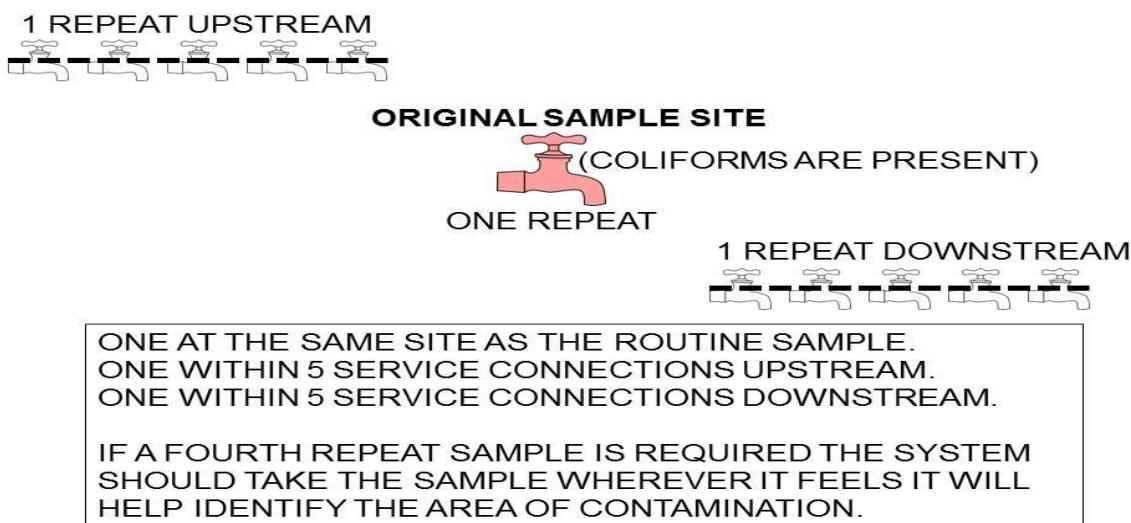 1 REPEAT UPSTREAM
ORIGINAL SAMPLE SITE
(COLIFORMS ARE PRESENT)
ONE REPEAT
1 REPEAT DOWNSTREAM
ONE AT THE SAME SITE AS THE ROUTINE SAMPLE.
ONE WITHIN 5 SERVICE CONNECTIONS UPSTREAM.
ONE WITHIN 5 SERVICE CONNECTIONS DOWNSTREAM.
IF A FOURTH REPEAT SAMPLE IS REQUIRED THE SYSTEM
SHOULD TAKE THE SAMPLE WHEREVER IT FEELS IT WILL
HELP IDENTIFY THE AREA OF CONTAMINATION.